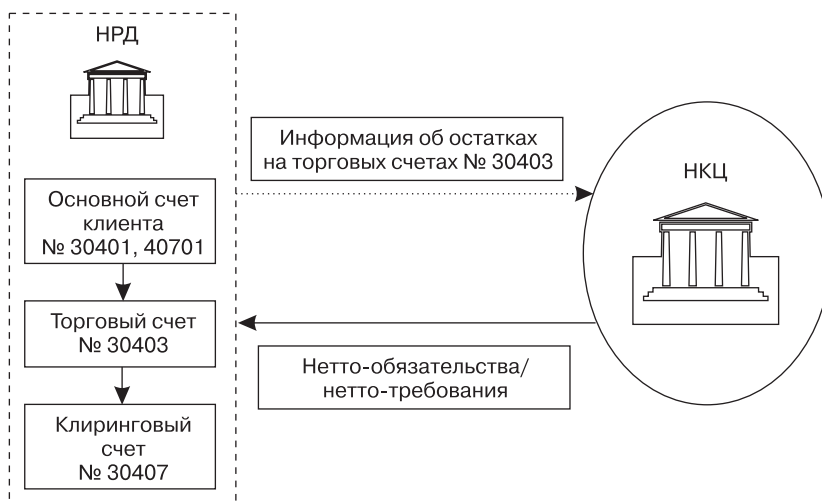 НРД
Основной счет
клиента
№ 30401, 40701
Торговый счет
№ 30403
Клиринговый
счет
№ 30407
Информация об остатках
на торговых счетах № 30403
Нетто-обязательства/
нетто-требования
НКЦ